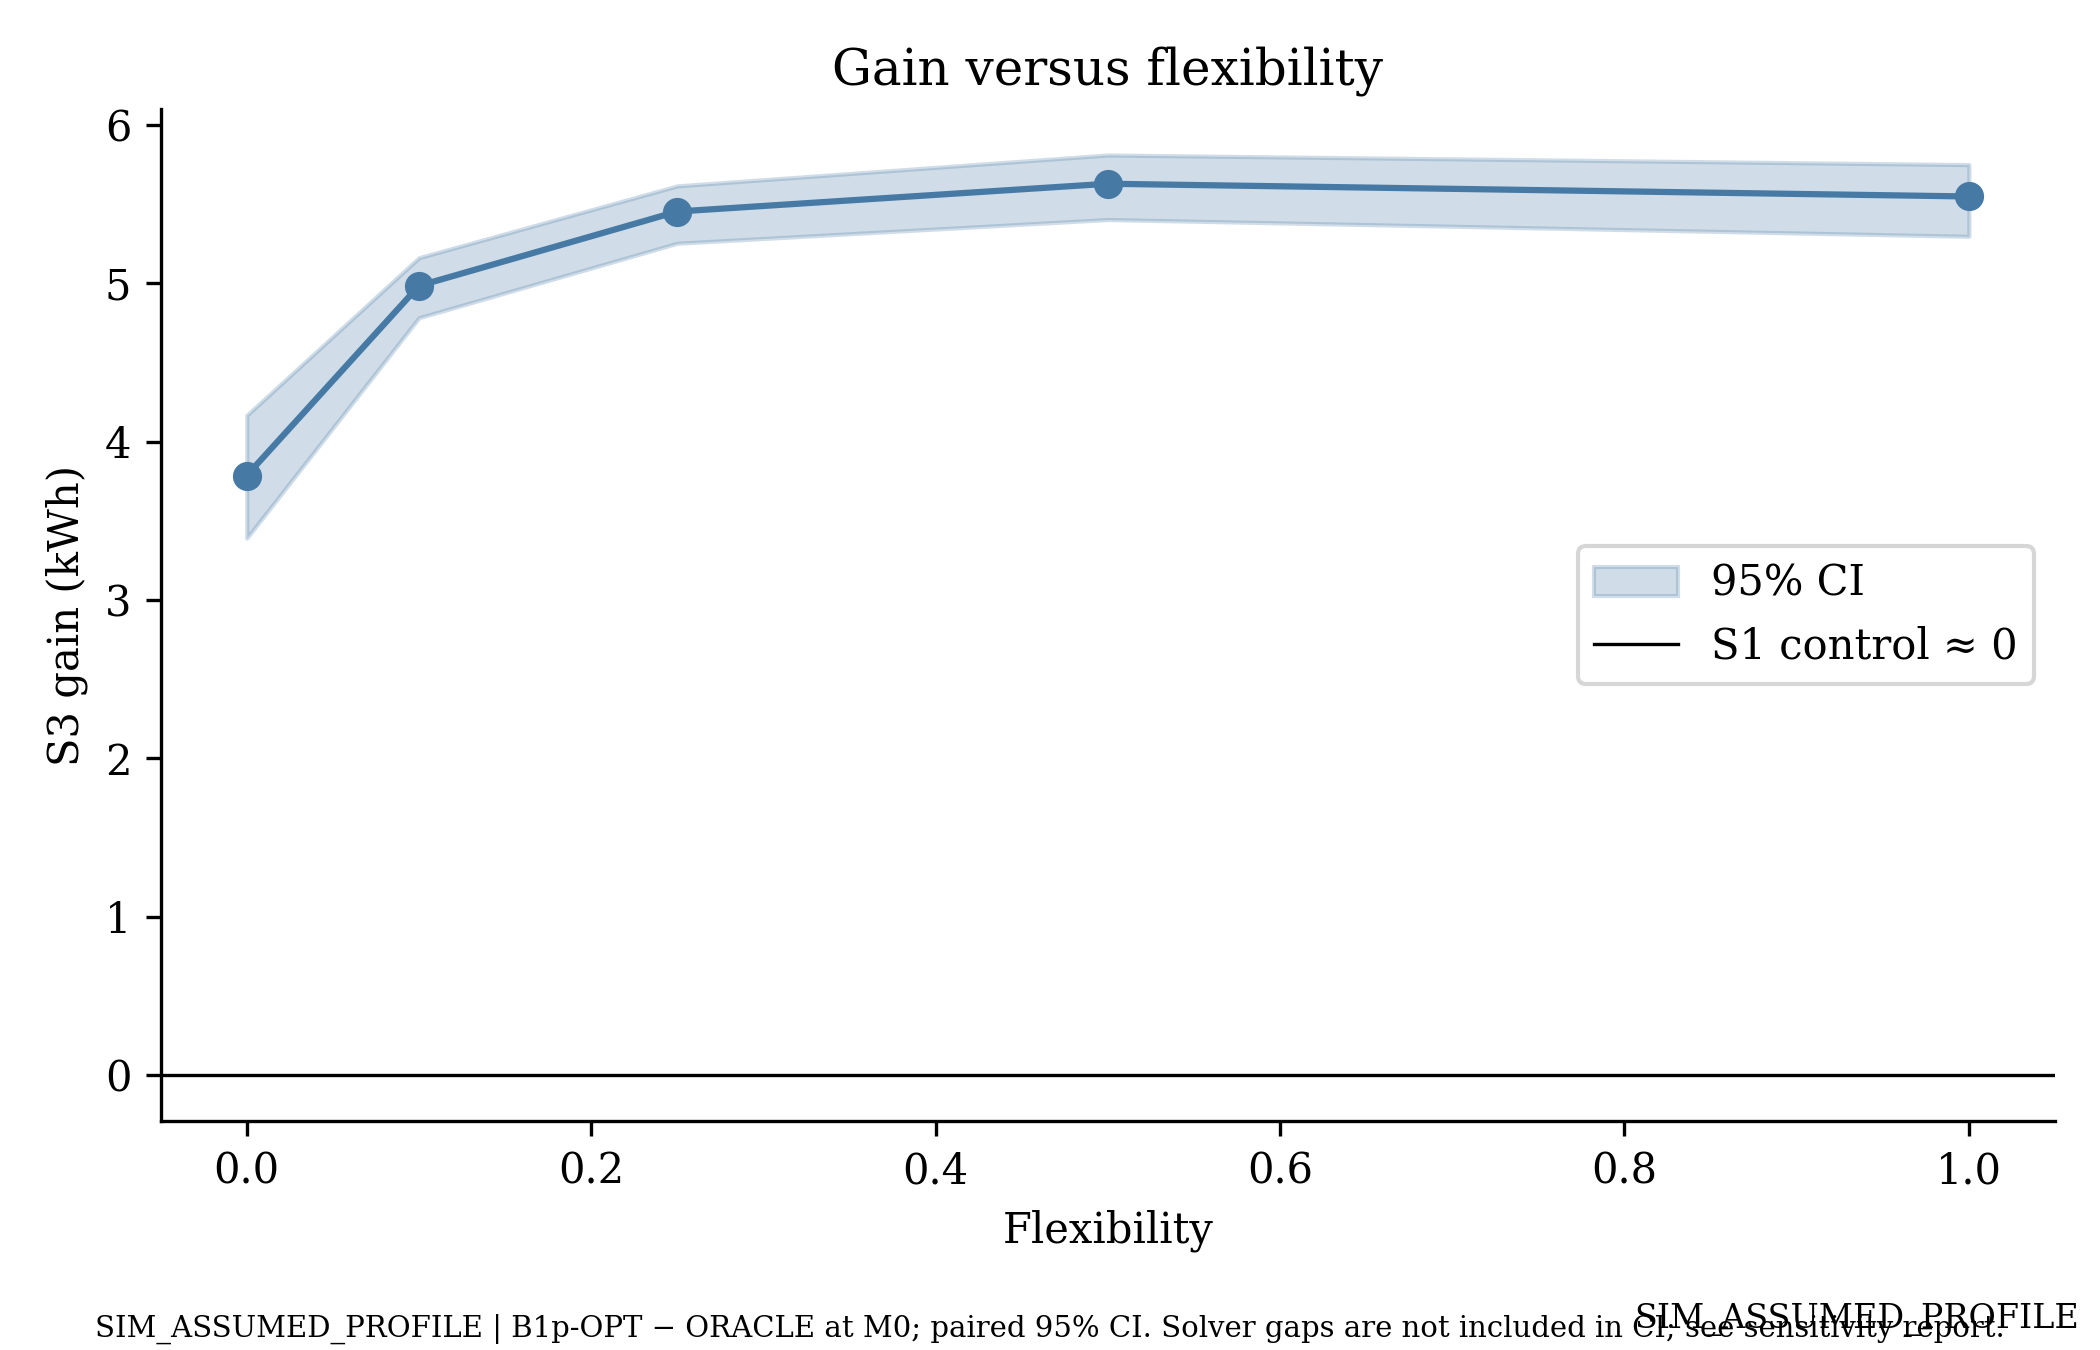 Gain versus flexibility
6
5
4
3
2
1
0
S3 gain (kWh)
95% CI
S1 control ≈ 0
0.0 0.2 0.4 0.6 0.8 1.0
Flexibility
SIM_ASSUMED_PROFILE
SIM_ASSUMED_PROFILE | B1p-OPT − ORACLE at M0; paired 95% CI. Solver gaps are not included in CI; see sensitivity report.